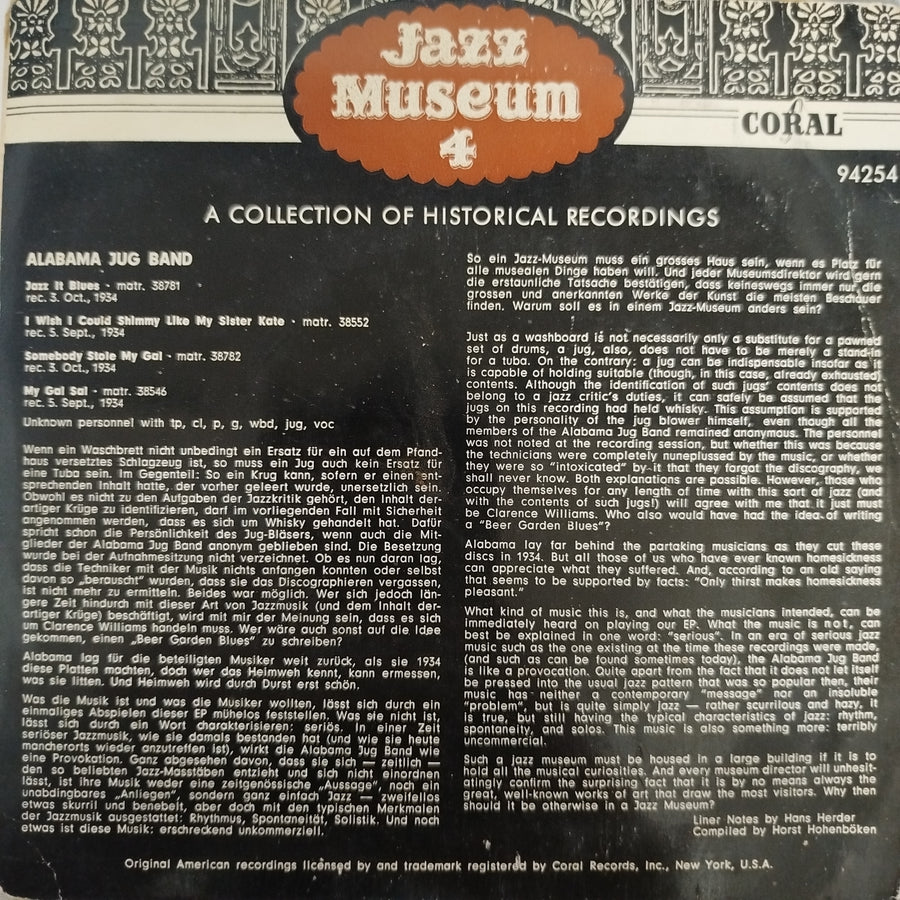 Jazz
Museum
4
CORAL
94254
A COLLECTION OF HISTORICAL RECORDINGS
ALABAMA JUG BAND
Jazz It Blues - matr. 38781
rec. 3. Oct., 1934
I Wish I Could Shimmy Like My Sister Kate - matr. 38552
rec. 5. Sept., 1934
Somebody Stole My Gal - matr. 38782
rec. 3. Oct., 1934
My Gal Sal - matr. 38546
rec. 5. Sept., 1934
Unknown personnel with tp, cl, p, g, wbd, jug, voc
Wenn ein Waschbrett nicht unbedingt ein Ersatz für ein auf dem Pfand-
haus versetztes Schlagzeug ist, so muss ein Jug auch kein Ersatz für
eine Tuba sein. Im Gegenteil: So ein Krug kann, sofern er einen ent-
sprechenden Inhalt hatte, der vorher geleert wurde, unersetzlich sein.
Obwohl es nicht zu den Aufgaben der Jazzkritik gehört, den Inhalt der-
artiger Krüge zu identifizieren, darf im vorliegenden Fall mit Sicherheit
angenommen werden, dass es sich um Whisky gehandelt hat. Dafür
spricht schon die Persönlichkeit des Jug-Bläsers, wenn auch die Mit-
glieder der Alabama Jug Band anonym geblieben sind. Die Besetzung
wurde bei der Aufnahmesitzung nicht verzeichnet. Ob es nun daran lag,
dass die Techniker mit der Musik nichts anfangen konnten oder selbst
davon so „berauscht" wurden, dass sie das Discographieren vergassen,
ist nicht mehr zu ermitteln. Beides war möglich. Wer sich jedoch län-
gere Zeit hindurch mit dieser Art von Jazzmusik (und dem Inhalt der-
artiger Krüge) beschäftigt, wird mit mir der Meinung sein, dass es sich
um Clarence Williams handeln muss. Wer wäre auch sonst auf die Idee
gekommen, einen „Beer Garden Blues" zu schreiben?
Alabama lag für die beteiligten Musiker weit zurück, als sie 1934
diese Platten machten, doch wer das Heimweh kennt, kann ermessen,
was sie litten. Und Heimweh wird durch Durst erst schön.
Was die Musik ist und was die Musiker wollten, lässt sich durch ein
einmaliges Abspielen dieser EP mühelos feststellen. Was sie nicht ist,
lässt sich durch ein Wort charakterisieren: seriös. In einer Zeit
seriöser Jazzmusik, wie sie damals bestanden hat (und wie sie heute
mancherorts wieder anzutreffen ist), wirkt die Alabama Jug Band wie
eine Provokation. Ganz abgesehen davon, dass sie sich — zeitlich —
den so beliebten Jazz-Masstäben entzieht und sich nicht einordnen
lässt, ist ihre Musik weder eine zeitgenössische „Aussage", noch ein
unabdingbares „Anliegen", sondern ganz einfach Jazz — zweifellos
etwas skurril und benebelt, aber doch mit den typischen Merkmalen
der Jazzmusik ausgestattet: Rhythmus, Spontaneität, Solistik. Und noch
etwas ist diese Musik: erschreckend unkommerziell.
So ein Jazz-Museum muss ein grosses Haus sein, wenn es Platz für
alle musealen Dinge haben will. Und jeder Museumsdirektor wird gern
die erstaunliche Tatsache bestätigen, dass keineswegs immer nur die
grossen und anerkannten Werke der Kunst die meisten Beschauer
finden. Warum soll es in einem Jazz-Museum anders sein?
Just as a washboard is not necessarily only a substitute for a pawned
set of drums, a jug, also, does not have to be merely a stand-in
for a tuba. On the contrary: a jug can be indispensable insofar as it
is capable of holding suitable (though, in this case, already exhausted)
contents. Although the identification of such jugs' contents does not
belong to a jazz critic's duties, it can safely be assumed that the
jugs on this recording had held whisky. This assumption is supported
by the personality of the jug blower himself, even though all the
members of the Alabama Jug Band remained anonymous. The personnel
was not noted at the recording session, but whether this was because
the technicians were completely nuneplussed by the music, or whether
they were so "intoxicated" by it that they forgot the discography, we
shall never know. Both explanations are possible. However, those who
occupy themselves for any length of time with this sort of jazz (and
with the contents of such jugs!) will agree with me that it just must
be Clarence Williams. Who also would have had the idea of writing
a "Beer Garden Blues"?
Alabama lay far behind the partaking musicians as they cut these
discs in 1934. But all those of us who have ever known homesickness
can appreciate what they suffered. And, according to an old saying
that seems to be supported by facts: "Only thirst makes homesickness
pleasant."
What kind of music this is, and what the musicians intended, can be
immediately heard on playing our EP. What the music is not, can
best be explained in one word: "serious". In an era of serious jazz
music such as the one existing at the time these recordings were made,
(and such as can be found sometimes today), the Alabama Jug Band
is like a provocation. Quite apart from the fact that it does not let itself
be pressed into the usual jazz pattern that was so popular then, their
music has neither a contemporary "message" nor an insoluble
"problem", but is quite simply jazz — rather scurrilous and hazy, it
is true, but still having the typical characteristics of jazz: rhythm,
spontaneity, and solos. This music is also something more: terribly
uncommercial.
Such a jazz museum must be housed in a large building if it is to
hold all the musical curiosities. And every museum director will unhesit-
atingly confirm the surprising fact that it is by no means always the
great, well-known works of art that draw the most visitors. Why then
should it be otherwise in a Jazz Museum?
Liner Notes by Hans Herder
Compiled by Horst Hohenböken
Original American recordings licensed by and trademark registered by Coral Records, Inc., New York, U.S.A.